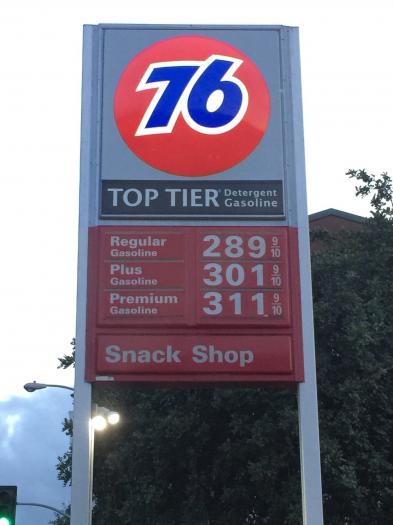 76
TOP TIER® Detergent Gasoline
Regular Gasoline 289 9/10
Plus Gasoline 301 9/10
Premium Gasoline 311 9/10
Snack Shop